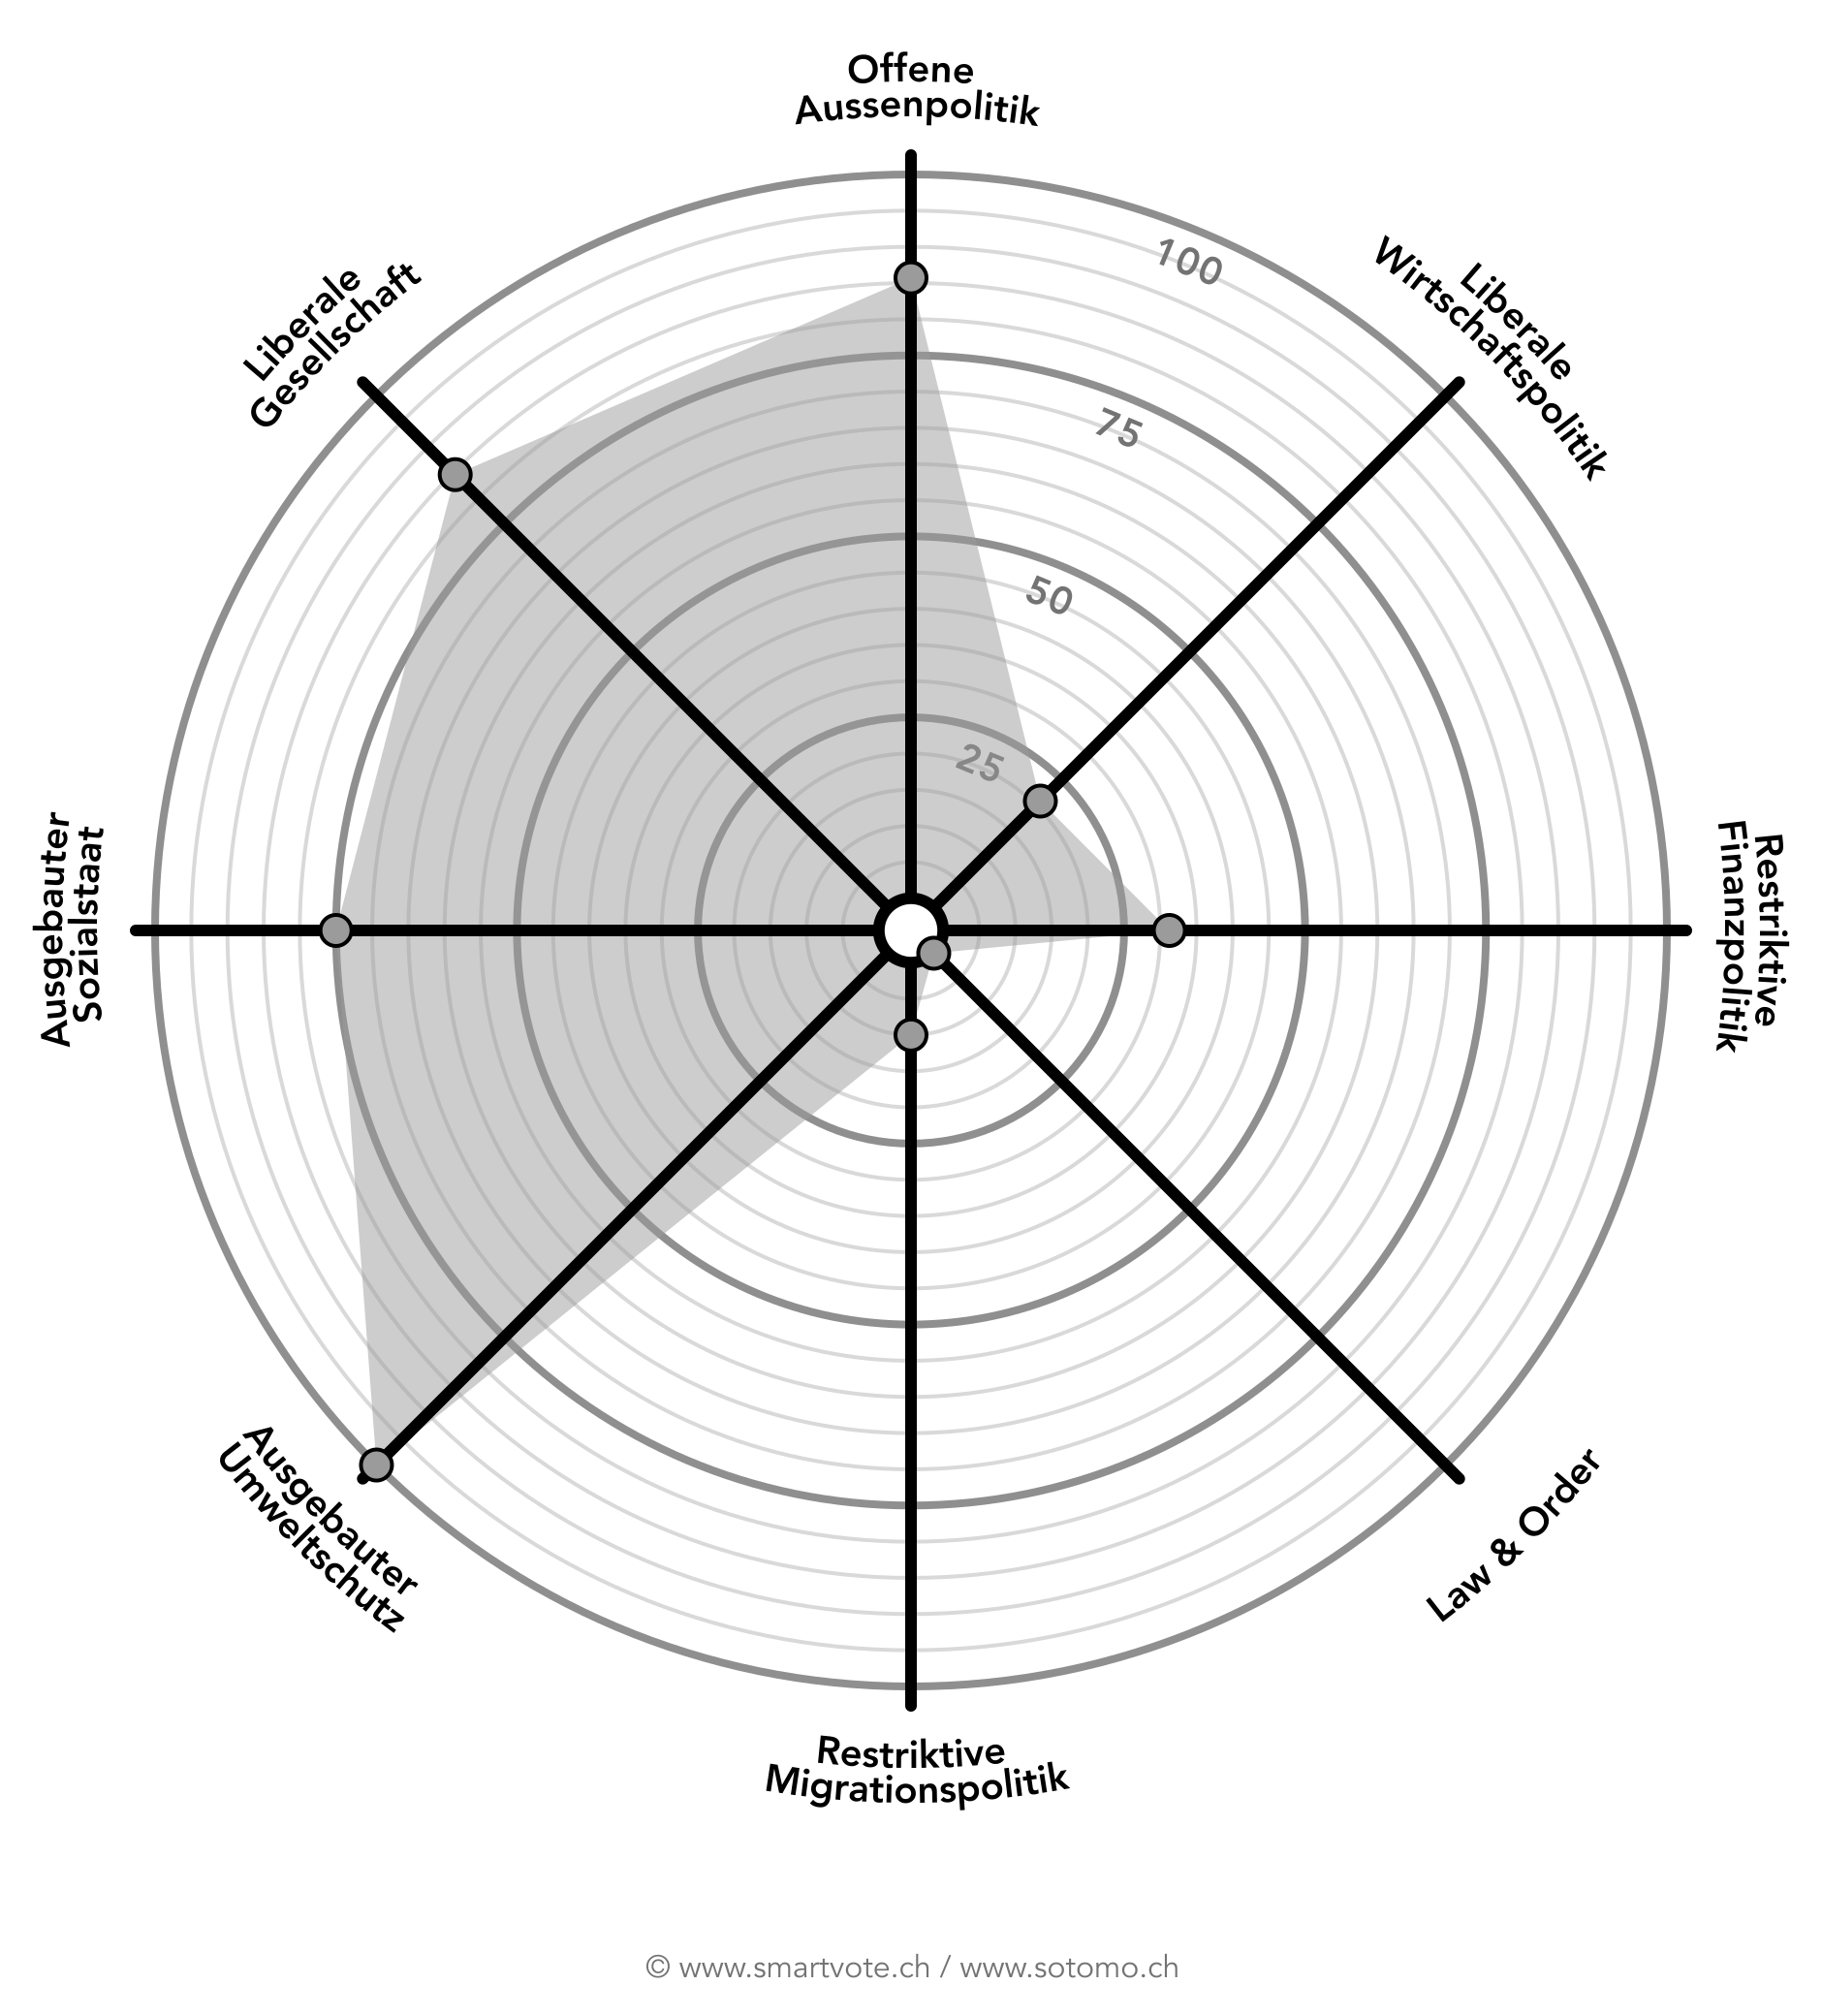 Offene
Aussenpolitik
Liberale
Wirtschaftspolitik
Restriktive
Finanzpolitik
Law & Order
Restriktive
Migrationspolitik
Ausgebauter
Umweltschutz
Ausgebauter
Sozialstaat
Liberale
Gesellschaft
100
75
50
25
© www.smartvote.ch / www.sotomo.ch